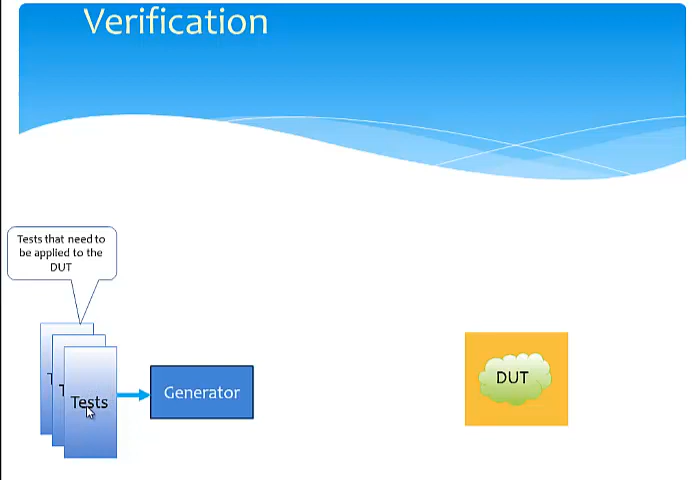 Verification
Tests that need to
be applied to the
DUT
T
T
Tests
Generator
DUT